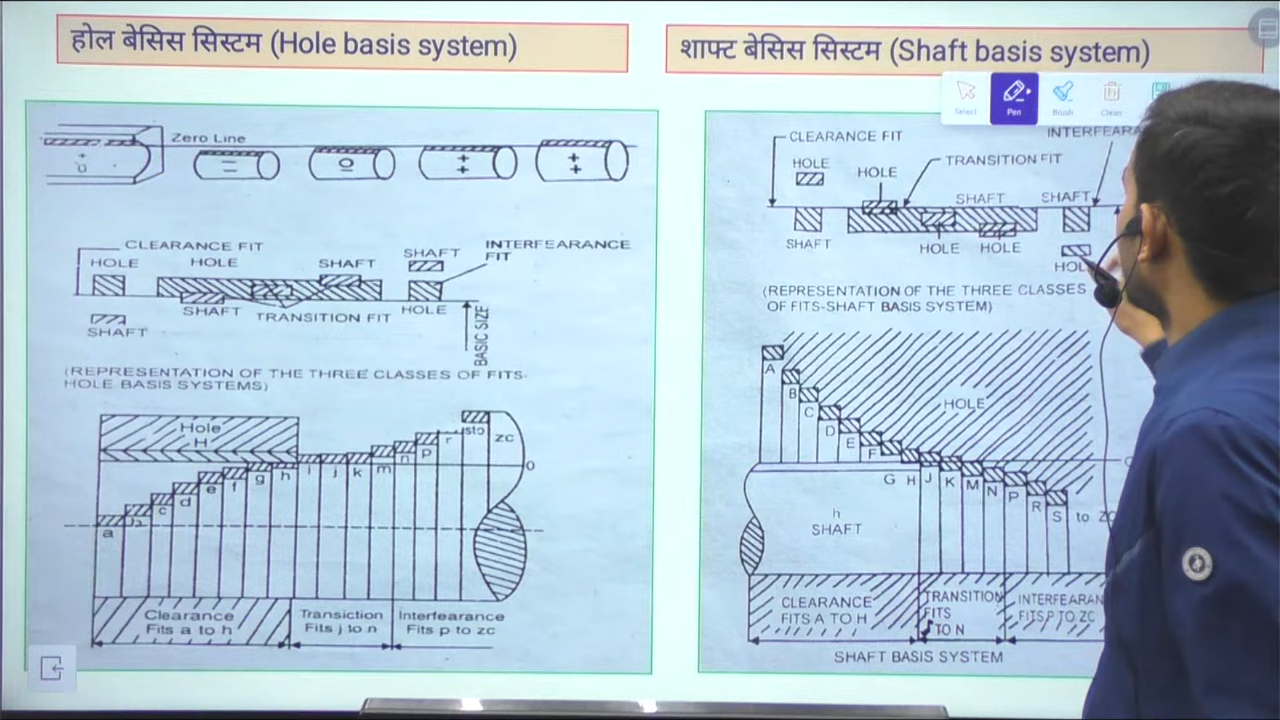 होल बेसिस सिस्टम (Hole basis system)
Zero Line
CLEARANCE FIT
HOLE
HOLE
SHAFT
SHAFT
INTERFEARANCE
FIT
SHAFT
SHAFT
TRANSITION FIT
HOLE
BASIC SIZE
(REPRESENTATION OF THE THREE CLASSES OF FITS-
HOLE BASIS SYSTEMS)
Hole
H
a
b
c
d
e
f
g
h
i
j
k
m
n
p
r
sto
zc
0
Clearance
Fits a to h
Transiction
Fits j to n
Interfearance
Fits p to zc
शाफ्ट बेसिस सिस्टम (Shaft basis system)
Select
Pen
Brush
Clean
CLEARANCE FIT
INTERFEARA
HOLE
HOLE
TRANSITION FIT
SHAFT
SHAFT
SHAFT
HOLE
HOLE
HOL
(REPRESENTATION OF THE THREE CLASSES
OF FITS-SHAFT BASIS SYSTEM)
A
B
C
D
E
F
G
H
J
K
M
N
P
R
S to
HOLE
h
SHAFT
CLEARANCE
FITS A TO H
TRANSITION
FITS
J TO N
INTERFEARAN
FITS P TO ZC
SHAFT BASIS SYSTEM